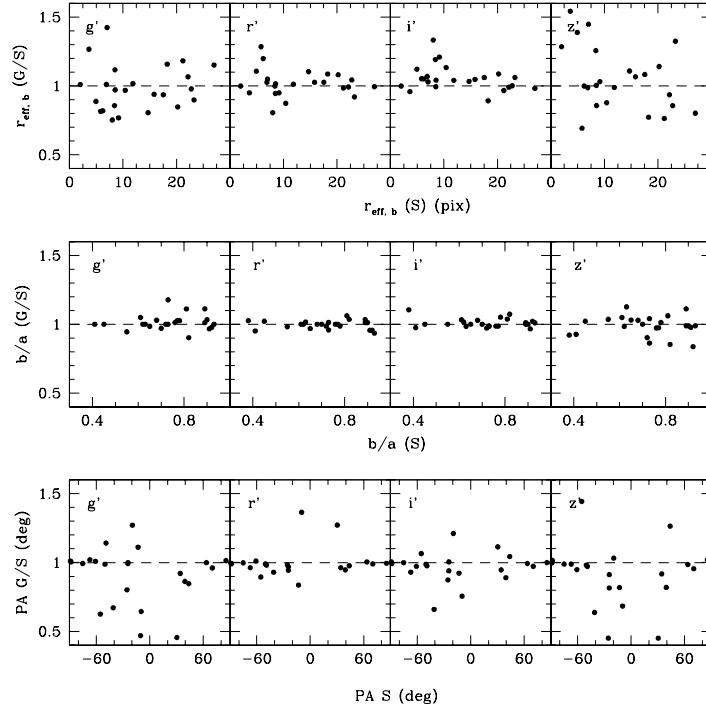 1.5
1
0.5
r_eff, b (G/S)
g'
r'
i'
z'
0 10 20 0 10 20 0 10 20 0 10 20
r_eff, b (S) (pix)
1.5
1
0.5
b/a (G/S)
g'
r'
i'
z'
0.4 0.8 0.4 0.8 0.4 0.8 0.4 0.8
b/a (S)
1.5
1
0.5
PA G/S (deg)
g'
r'
i'
z'
−60 0 60 −60 0 60 −60 0 60 −60 0 60
PA S (deg)